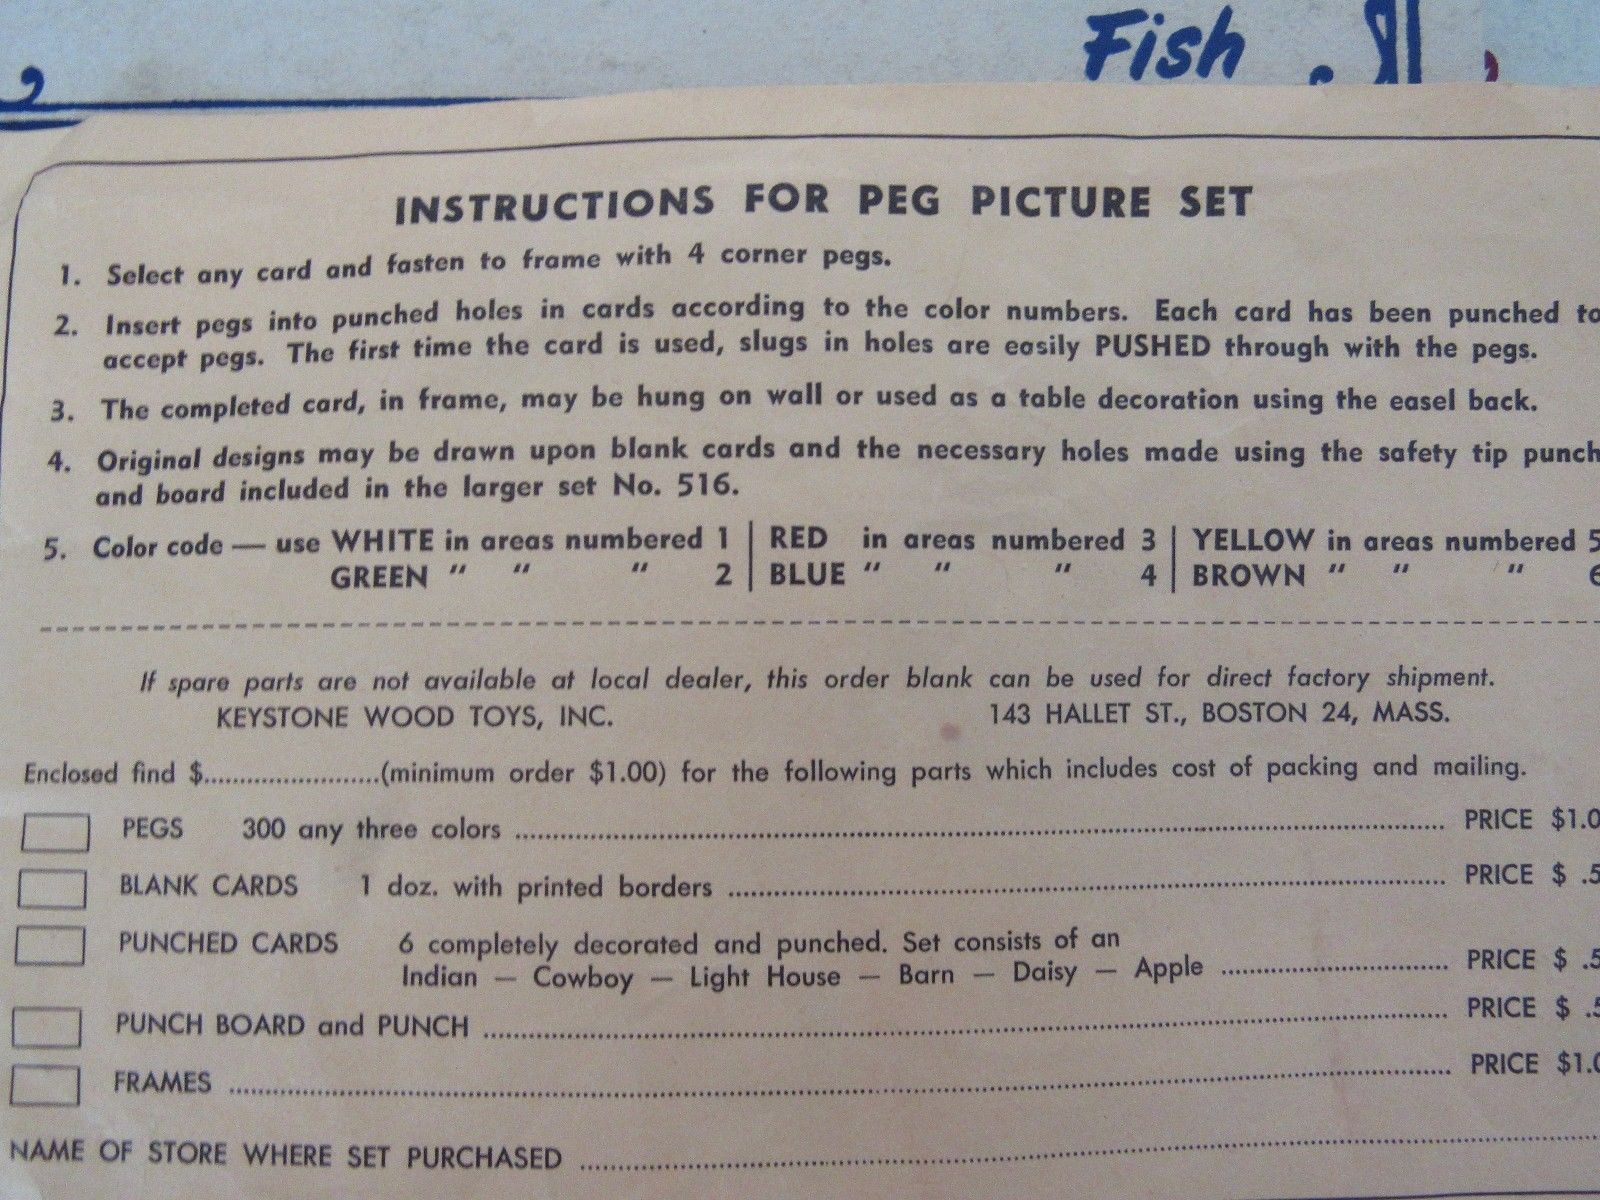 Fish
INSTRUCTIONS FOR PEG PICTURE SET
1. Select any card and fasten to frame with 4 corner pegs.
2. Insert pegs into punched holes in cards according to the color numbers. Each card has been punched to
accept pegs. The first time the card is used, slugs in holes are easily PUSHED through with the pegs.
3. The completed card, in frame, may be hung on wall or used as a table decoration using the easel back.
4. Original designs may be drawn upon blank cards and the necessary holes made using the safety tip punch
and board included in the larger set No. 516.
5. Color code — use WHITE in areas numbered 1 | RED in areas numbered 3 | YELLOW in areas numbered 5
GREEN " " " 2 | BLUE " " " 4 | BROWN " " " 6
If spare parts are not available at local dealer, this order blank can be used for direct factory shipment.
KEYSTONE WOOD TOYS, INC. 143 HALLET ST., BOSTON 24, MASS.
Enclosed find $........................(minimum order $1.00) for the following parts which includes cost of packing and mailing.
PEGS 300 any three colors ........................ PRICE $1.0
BLANK CARDS 1 doz. with printed borders ........................ PRICE $ .5
PUNCHED CARDS 6 completely decorated and punched. Set consists of an
Indian — Cowboy — Light House — Barn — Daisy — Apple ........................ PRICE $ .5
PUNCH BOARD and PUNCH ........................ PRICE $ .5
FRAMES ........................ PRICE $1.0
NAME OF STORE WHERE SET PURCHASED ........................